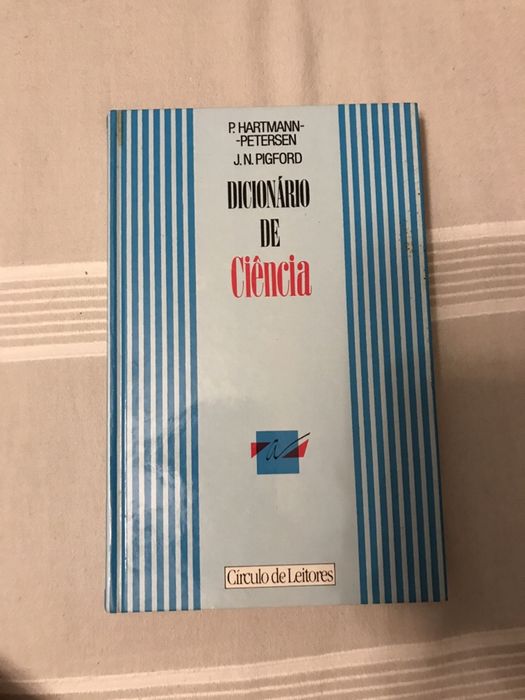 P. HARTMANN-
-PETERSEN
J.N. PIGFORD
DICIONÁRIO
DE
Ciência
a
Círculo de Leitores